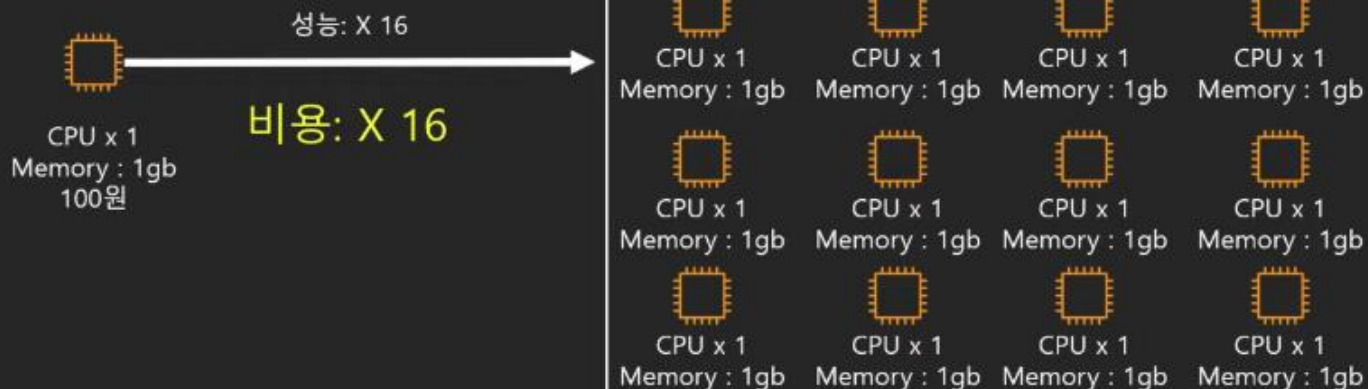 성능: X 16
비용: X 16
CPU x 1
Memory : 1gb
100원
CPU x 1 CPU x 1 CPU x 1 CPU x 1
Memory : 1gb Memory : 1gb Memory : 1gb Memory : 1gb
CPU x 1 CPU x 1 CPU x 1 CPU x 1
Memory : 1gb Memory : 1gb Memory : 1gb Memory : 1gb
CPU x 1 CPU x 1 CPU x 1 CPU x 1
Memory : 1gb Memory : 1gb Memory : 1gb Memory : 1gb